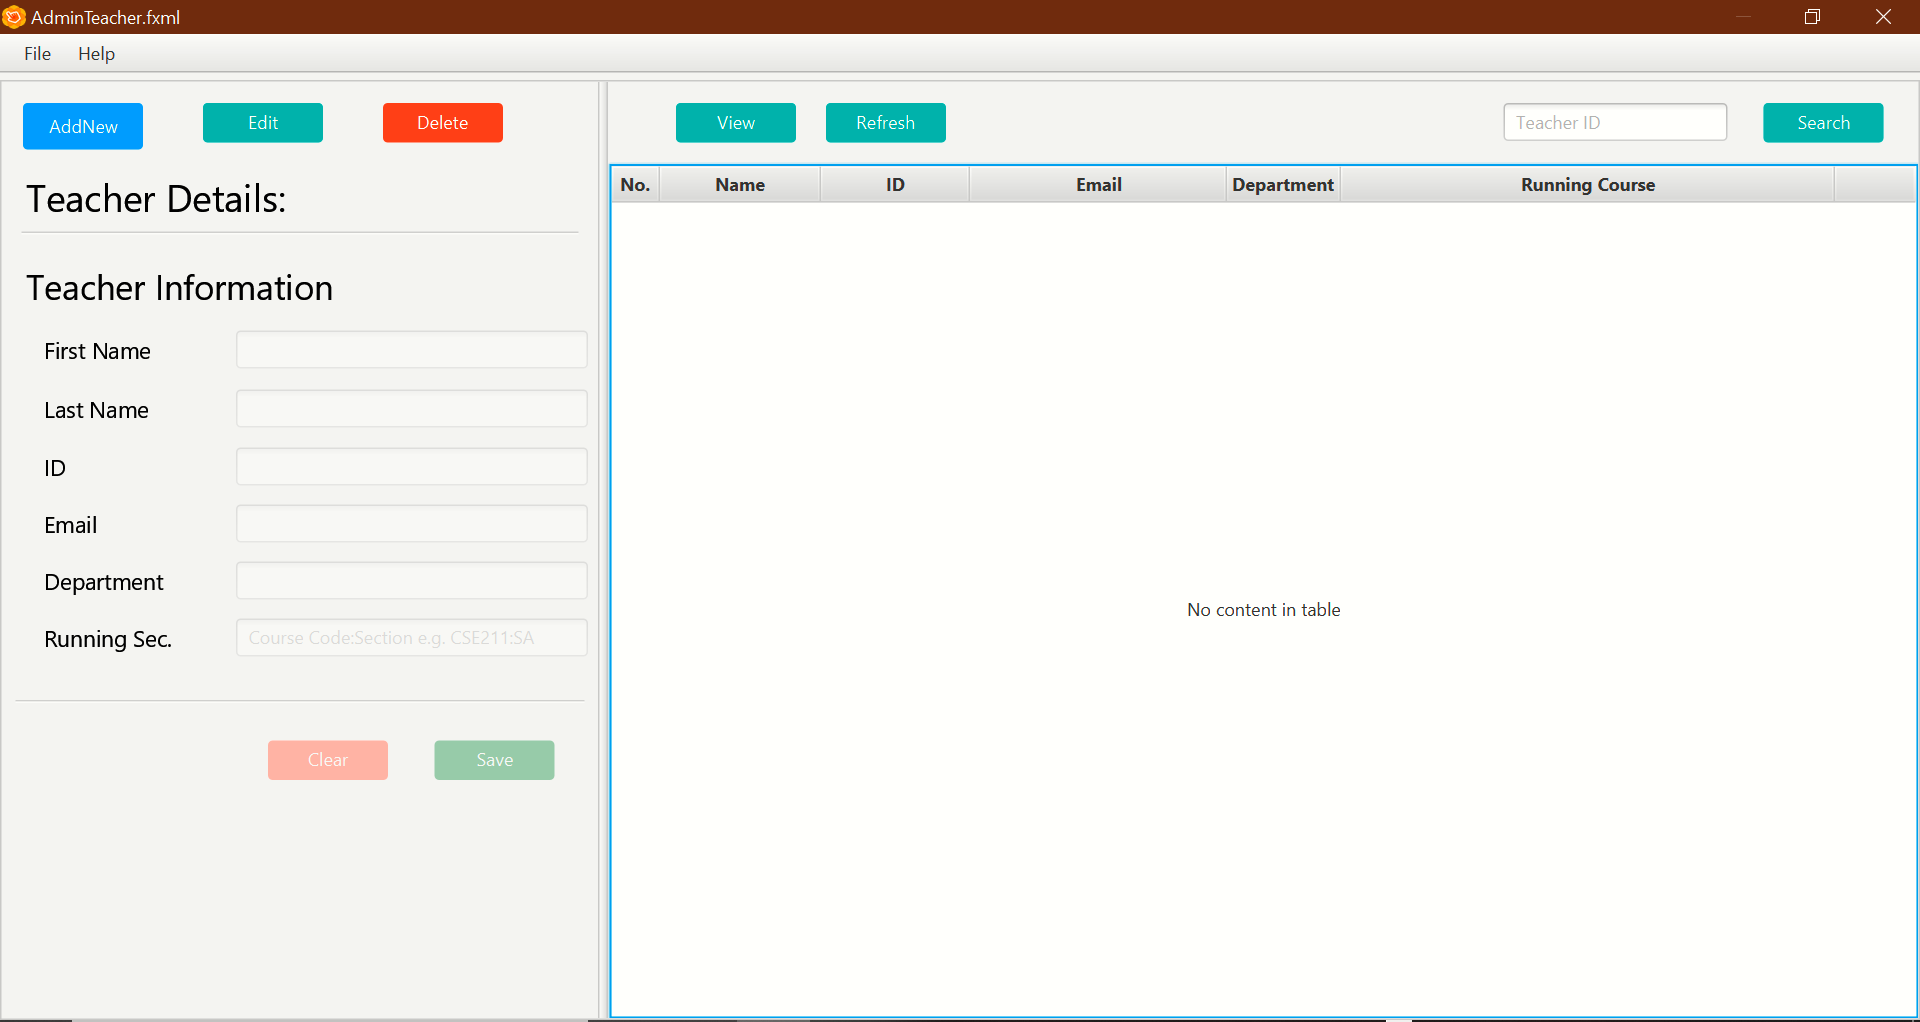 AdminTeacher.fxml
File Help
AddNew Edit Delete
Teacher Details:
Teacher Information
First Name
Last Name
ID
Email
Department
Running Sec. Course Code:Section e.g. CSE211:SA
Clear Save
View Refresh Teacher ID Search
No. Name ID Email Department Running Course
No content in table